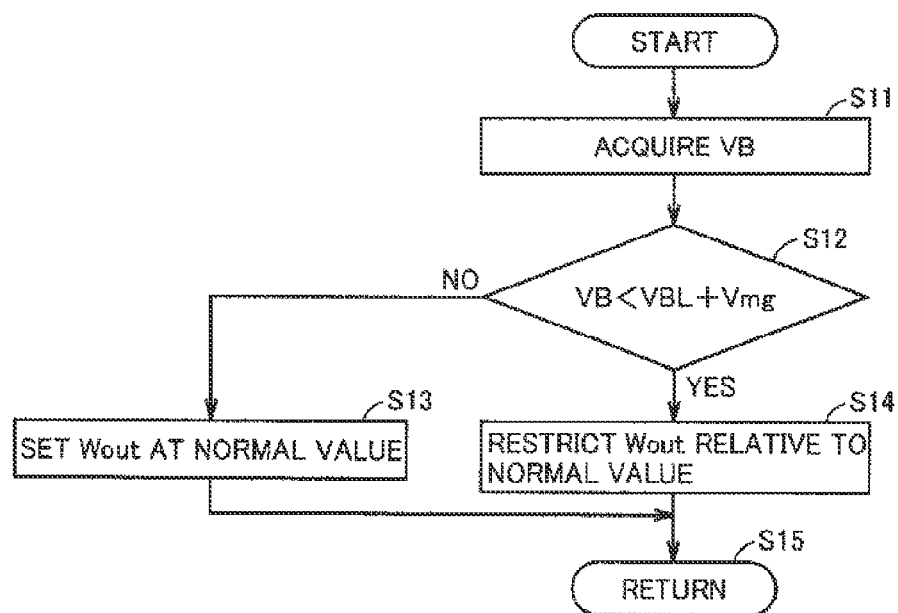 START
S11
ACQUIRE VB
S12
VB<VBL+Vmg
NO
YES
S13
SET Wout AT NORMAL VALUE
S14
RESTRICT Wout RELATIVE TO
NORMAL VALUE
S15
RETURN